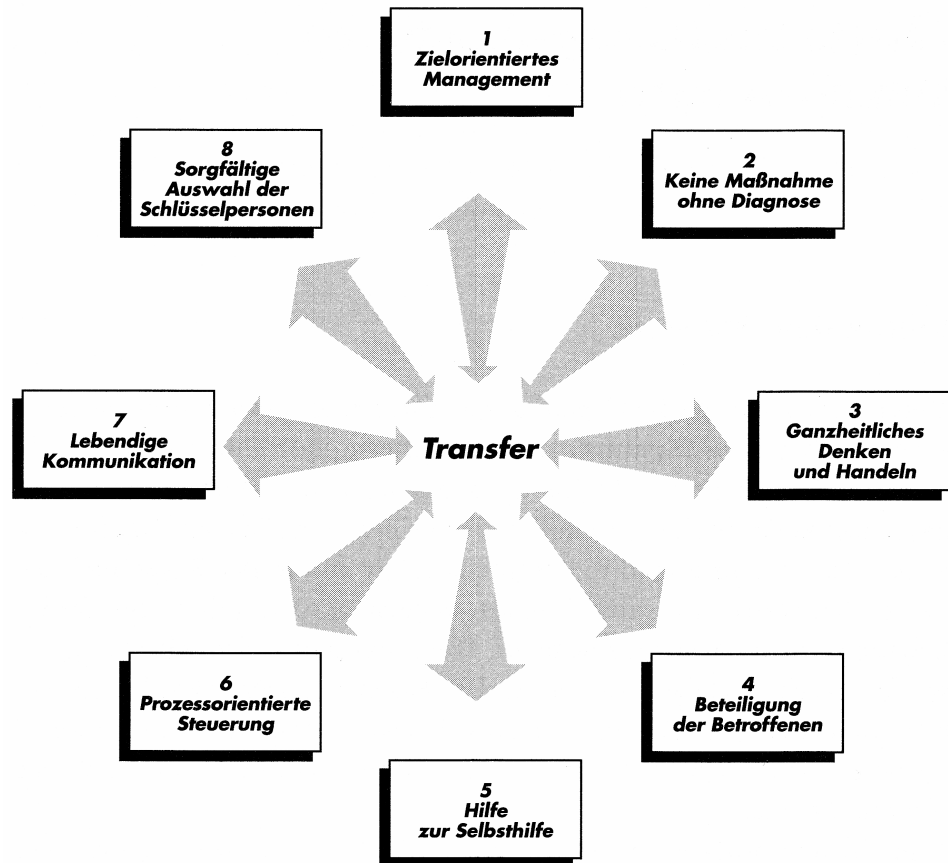 1
Zielorientiertes
Management
2
Keine Maßnahme
ohne Diagnose
3
Ganzheitliches
Denken
und Handeln
4
Beteiligung
der Betroffenen
5
Hilfe
zur Selbsthilfe
6
Prozessorientierte
Steuerung
7
Lebendige
Kommunikation
8
Sorgfältige
Auswahl der
Schlüsselpersonen
Transfer